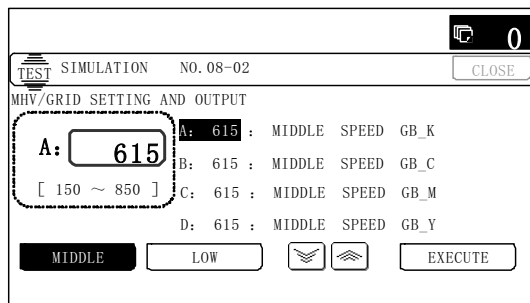 0
TEST SIMULATION NO.08-02 CLOSE
MHV/GRID SETTING AND OUTPUT
A: 615
[ 150 ~ 850 ]
A: 615 : MIDDLE SPEED GB_K
B: 615 : MIDDLE SPEED GB_C
C: 615 : MIDDLE SPEED GB_M
D: 615 : MIDDLE SPEED GB_Y
MIDDLE LOW EXECUTE